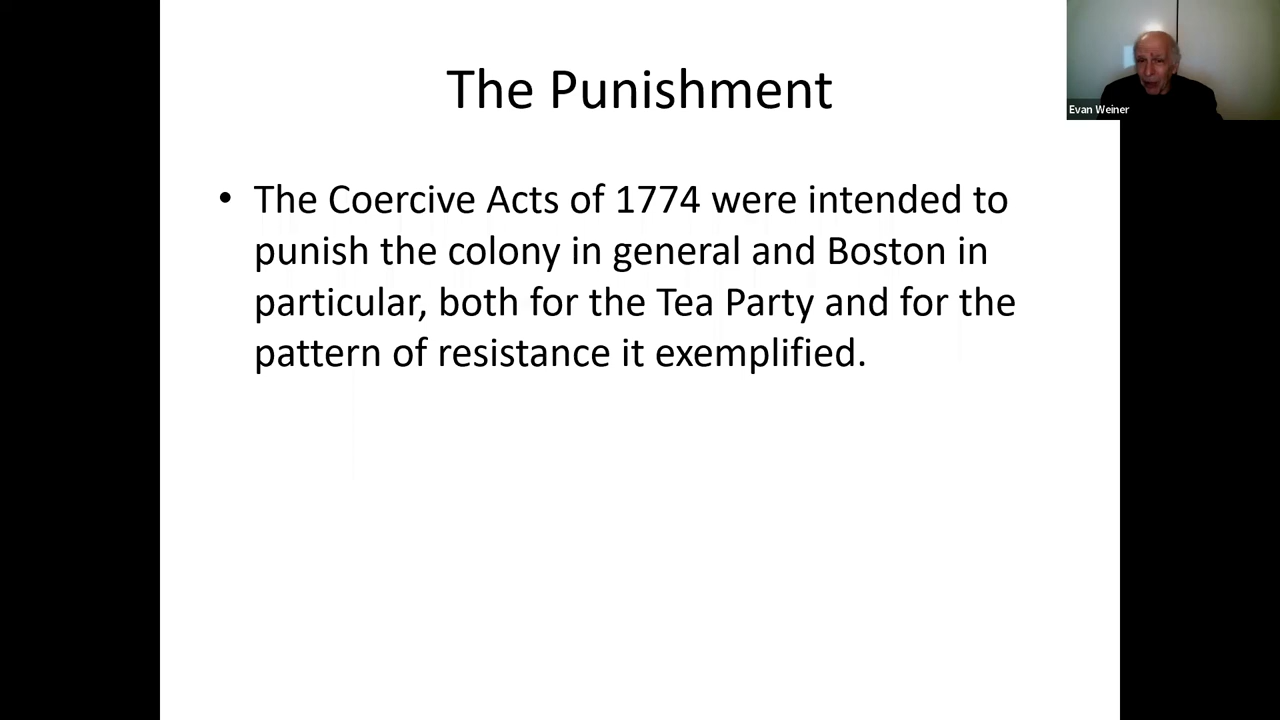 The Punishment
Evan Weiner
• The Coercive Acts of 1774 were intended to
punish the colony in general and Boston in
particular, both for the Tea Party and for the
pattern of resistance it exemplified.